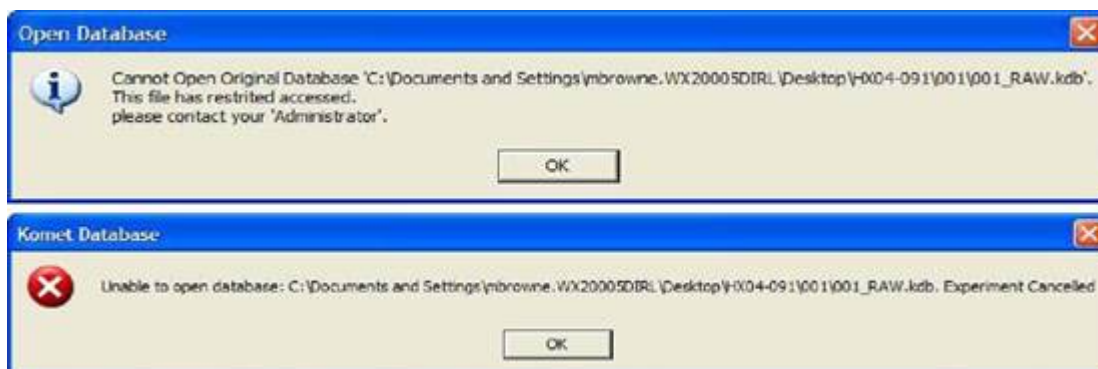 Open Database
Cannot Open Original Database 'C:\Documents and Settings\mbrowne.WX20005DIRL\Desktop\HX04-091\001\001_RAW.kdb'.
This file has restrited accessed.
please contact your 'Administrator'.
OK
Komet Database
Unable to open database: C:\Documents and Settings\mbrowne.WX20005DIRL\Desktop\HX04-091\001\001_RAW.kdb. Experiment Cancelled
OK